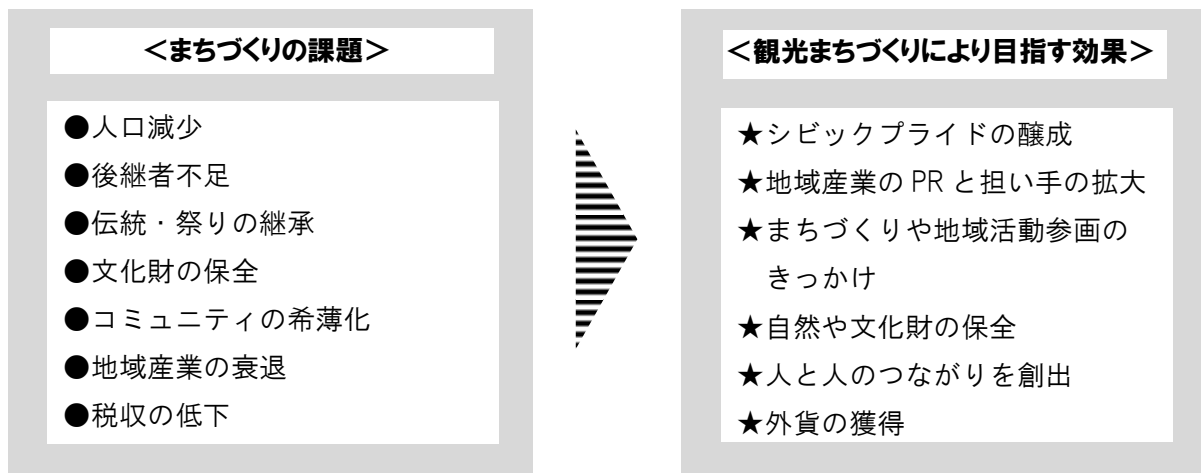 ＜まちづくりの課題＞
●人口減少
●後継者不足
●伝統・祭りの継承
●文化財の保全
●コミュニティの希薄化
●地域産業の衰退
●税収の低下
＜観光まちづくりにより目指す効果＞
★シビックプライドの醸成
★地域産業の PR と担い手の拡大
★まちづくりや地域活動参画の
きっかけ
★自然や文化財の保全
★人と人のつながりを創出
★外貨の獲得